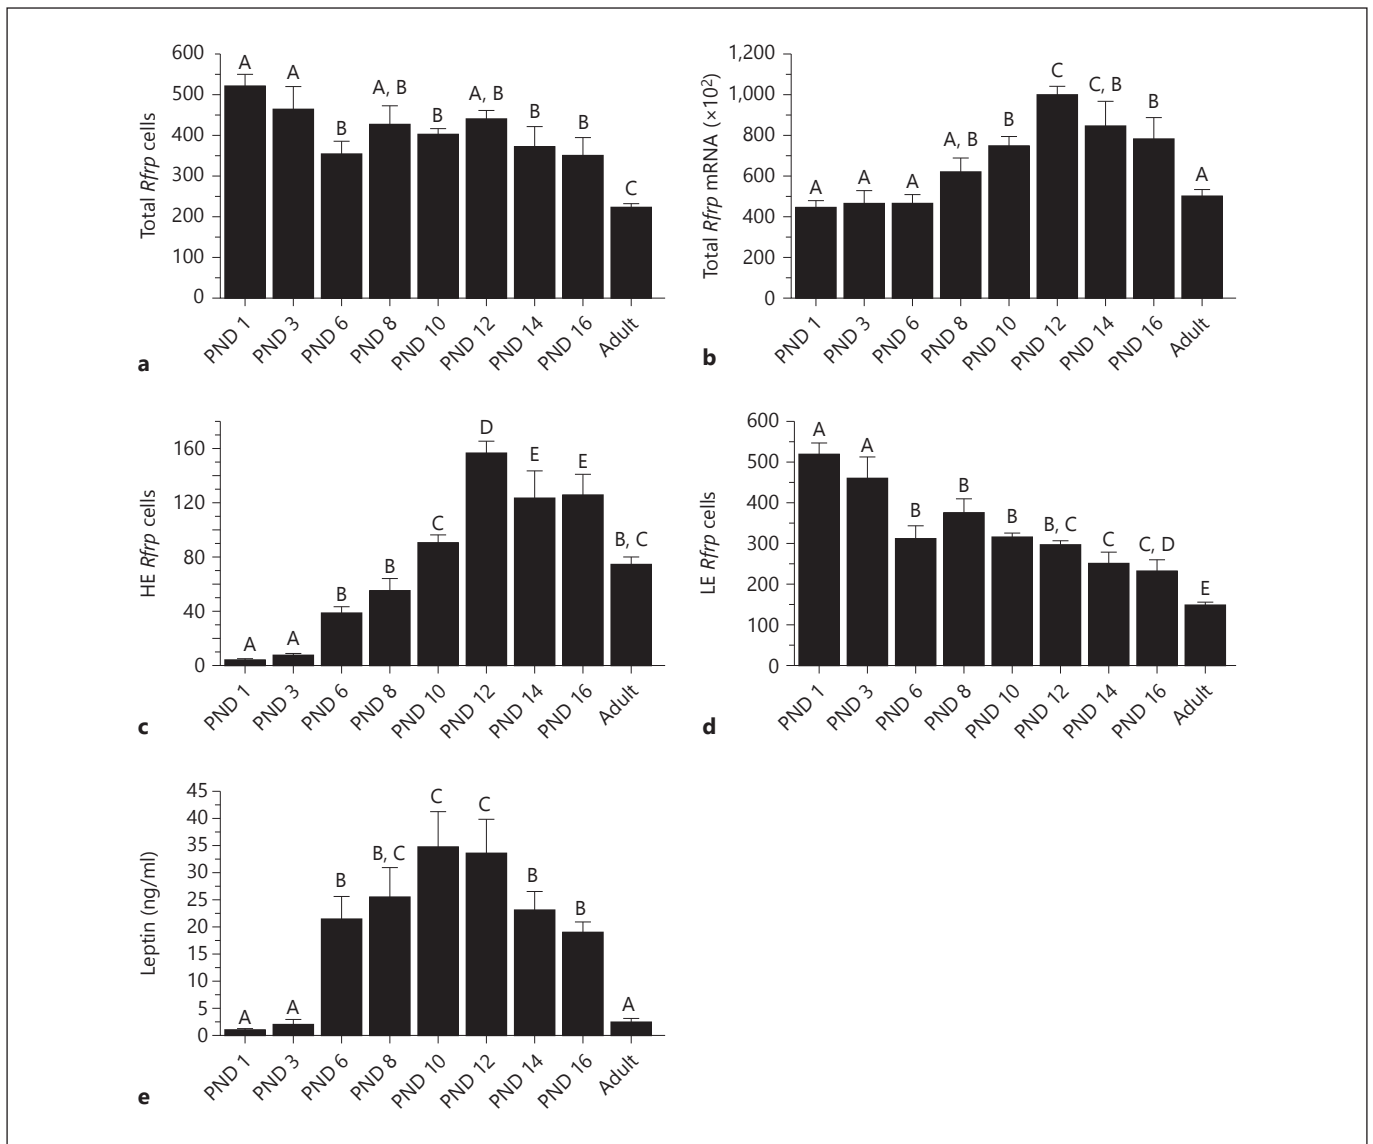 Total Rfrp cells
600
500
400
300
200
100
0
A
A
B
A, B
B
A, B
B
B
C
PND 1
PND 3
PND 6
PND 8
PND 10
PND 12
PND 14
PND 16
Adult
a
Total Rfrp mRNA (×10²)
1,200
1,000
800
600
400
200
0
A
A
A
A, B
B
C
C, B
B
A
PND 1
PND 3
PND 6
PND 8
PND 10
PND 12
PND 14
PND 16
Adult
b
HE Rfrp cells
160
120
80
40
0
A
A
B
B
C
D
E
E
B, C
PND 1
PND 3
PND 6
PND 8
PND 10
PND 12
PND 14
PND 16
Adult
c
LE Rfrp cells
600
500
400
300
200
100
0
A
A
B
B
B
B, C
C
C, D
E
PND 1
PND 3
PND 6
PND 8
PND 10
PND 12
PND 14
PND 16
Adult
d
Leptin (ng/ml)
45
40
35
30
25
20
15
10
5
0
A
A
B
B, C
C
C
B
B
A
PND 1
PND 3
PND 6
PND 8
PND 10
PND 12
PND 14
PND 16
Adult
e